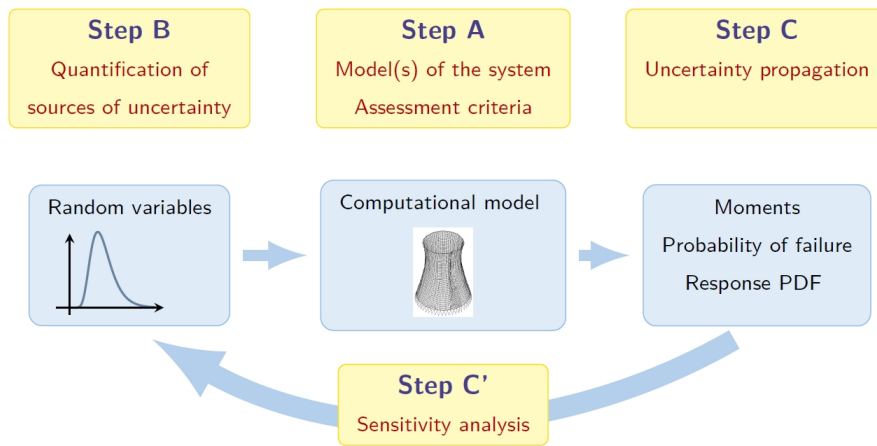 Step B
Quantification of
sources of uncertainty
Step A
Model(s) of the system
Assessment criteria
Step C
Uncertainty propagation
Random variables
Computational model
Moments
Probability of failure
Response PDF
Step C'
Sensitivity analysis